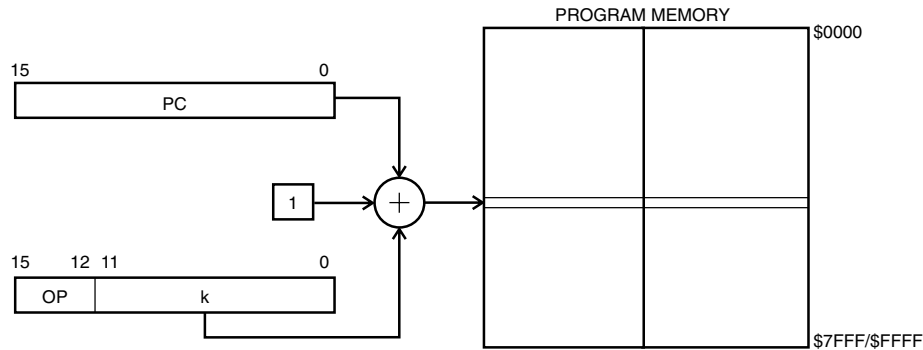 PROGRAM MEMORY
$0000
15 0
PC
1
+
15 12 11 0
OP k
$7FFF/$FFFF